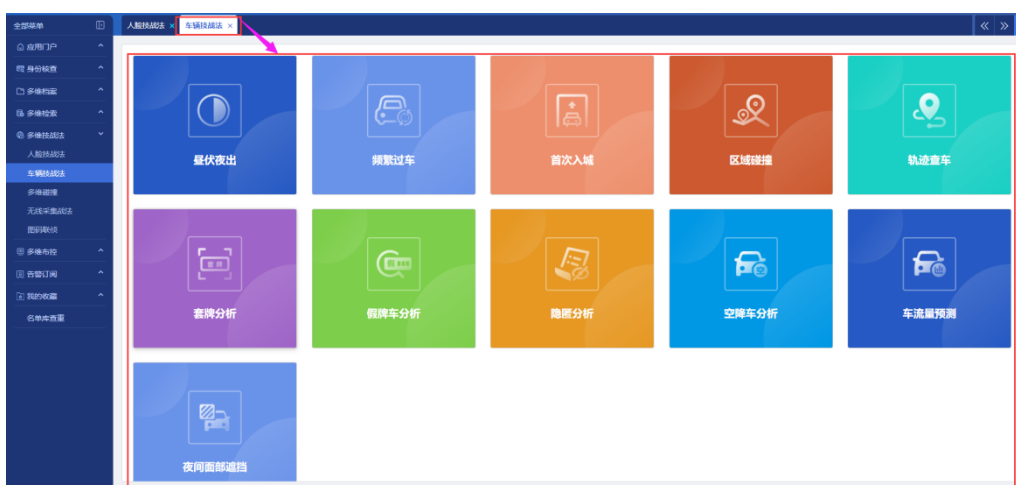 全部菜单
人脸技战法 ×
车辆技战法 ×
应用门户
身份核查
多维档案
多维检索
多维技战法
人脸技战法
车辆技战法
多维碰撞
无线采集战法
图码联侦
多维布控
告警订阅
我的收藏
名单库查重
昼伏夜出
频繁过车
首次入城
区域碰撞
轨迹查车
套牌分析
假牌车分析
隐匿分析
空降车分析
车流量预测
夜间面部遮挡